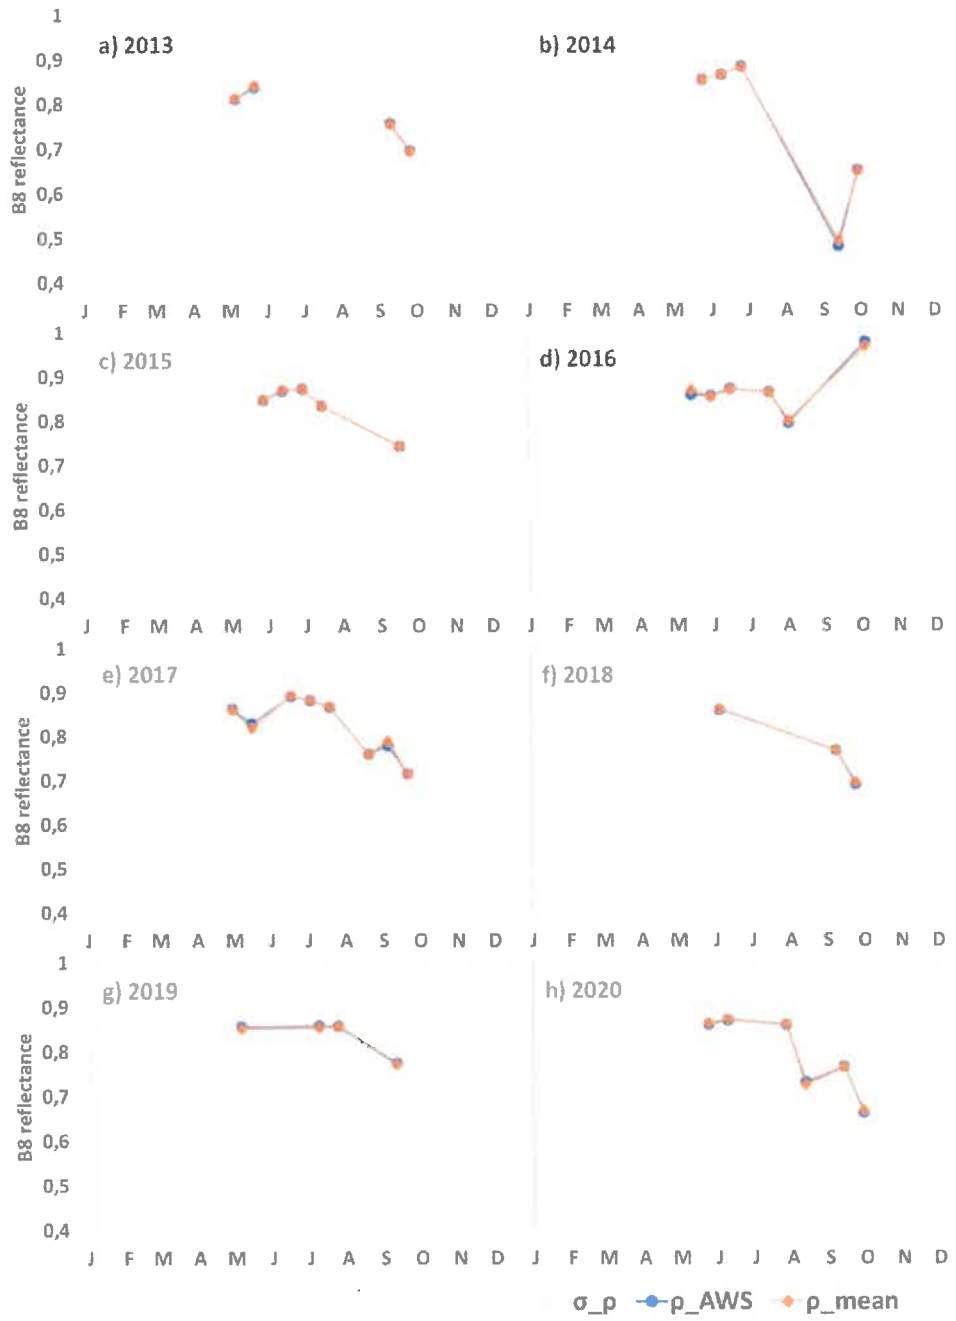 1
a) 2013
b) 2014
0,9
0,8
0,7
0,6
0,5
0,4
B8 reflectance
J F M A M J J A S O N D J F M A M J J A S O N D
1
c) 2015
d) 2016
0,9
0,8
0,7
0,6
0,5
0,4
B8 reflectance
J F M A M J J A S O N D J F M A M J J A S O N D
1
e) 2017
f) 2018
0,9
0,8
0,7
0,6
0,5
0,4
B8 reflectance
J F M A M J J A S O N D J F M A M J J A S O N D
1
g) 2019
h) 2020
0,9
0,8
0,7
0,6
0,5
0,4
B8 reflectance
J F M A M J J A S O N D J F M A M J J A S O N D
σ_ρ ρ_AWS ρ_mean